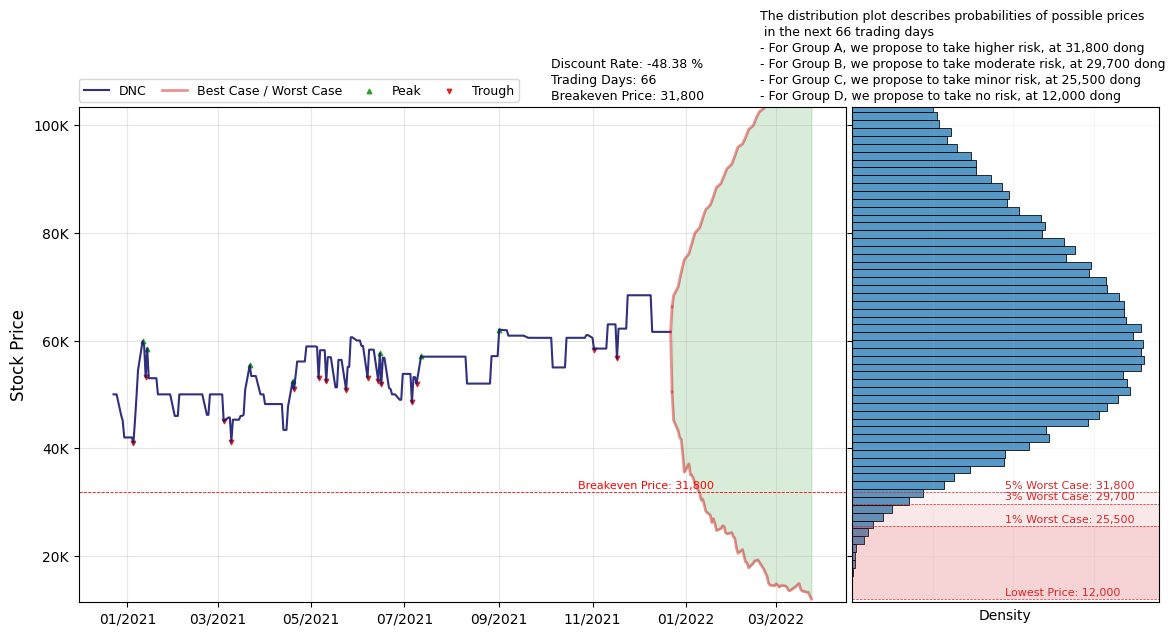 The distribution plot describes probabilities of possible prices
in the next 66 trading days
- For Group A, we propose to take higher risk, at 31,800 dong
- For Group B, we propose to take moderate risk, at 29,700 dong
- For Group C, we propose to take minor risk, at 25,500 dong
- For Group D, we propose to take no risk, at 12,000 dong
Discount Rate: -48.38 %
Trading Days: 66
Breakeven Price: 31,800
DNC
Best Case / Worst Case
Peak
Trough
Stock Price
100K
80K
60K
40K
20K
Breakeven Price: 31,800
5% Worst Case: 31,800
3% Worst Case: 29,700
1% Worst Case: 25,500
Lowest Price: 12,000
01/2021
03/2021
05/2021
07/2021
09/2021
11/2021
01/2022
03/2022
Density